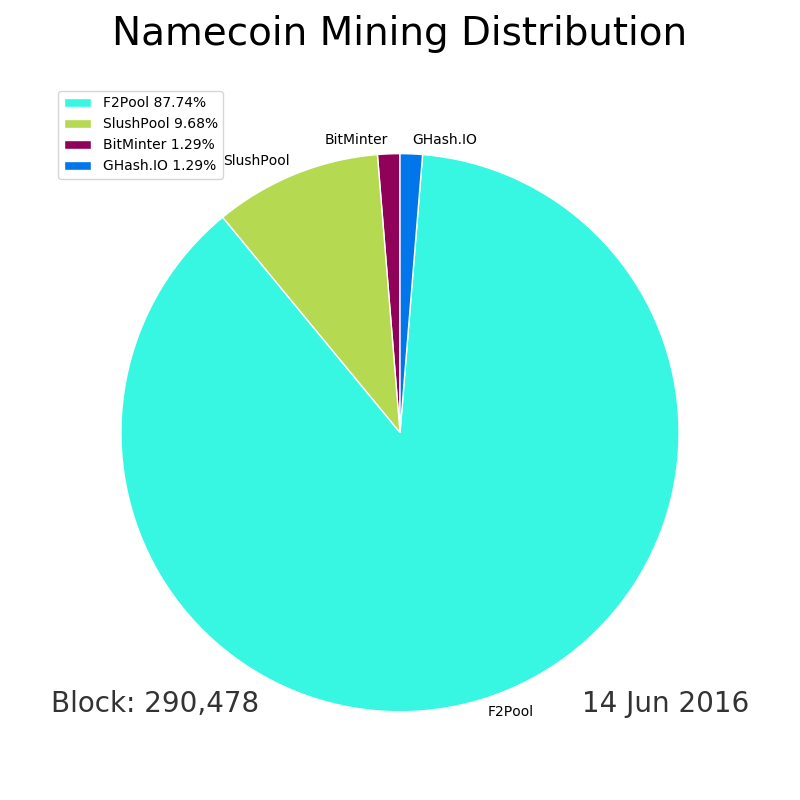 Namecoin Mining Distribution
F2Pool 87.74%
SlushPool 9.68%
BitMinter 1.29%
GHash.IO 1.29%
BitMinter
GHash.IO
SlushPool
F2Pool
Block: 290,478
14 Jun 2016